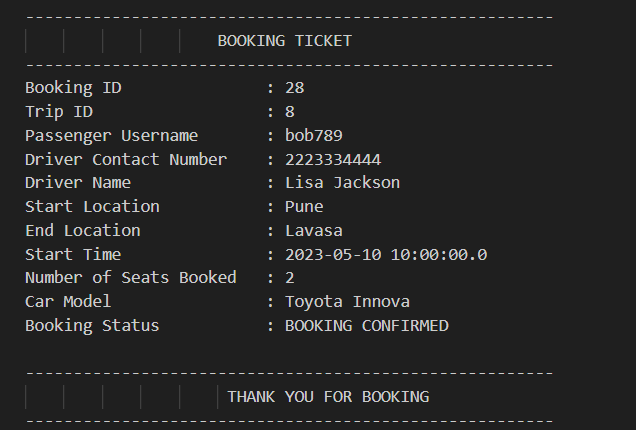 -------------------------------------------------------
BOOKING TICKET
-------------------------------------------------------
Booking ID : 28
Trip ID : 8
Passenger Username : bob789
Driver Contact Number : 2223334444
Driver Name : Lisa Jackson
Start Location : Pune
End Location : Lavasa
Start Time : 2023-05-10 10:00:00.0
Number of Seats Booked : 2
Car Model : Toyota Innova
Booking Status : BOOKING CONFIRMED
-------------------------------------------------------
THANK YOU FOR BOOKING
-------------------------------------------------------